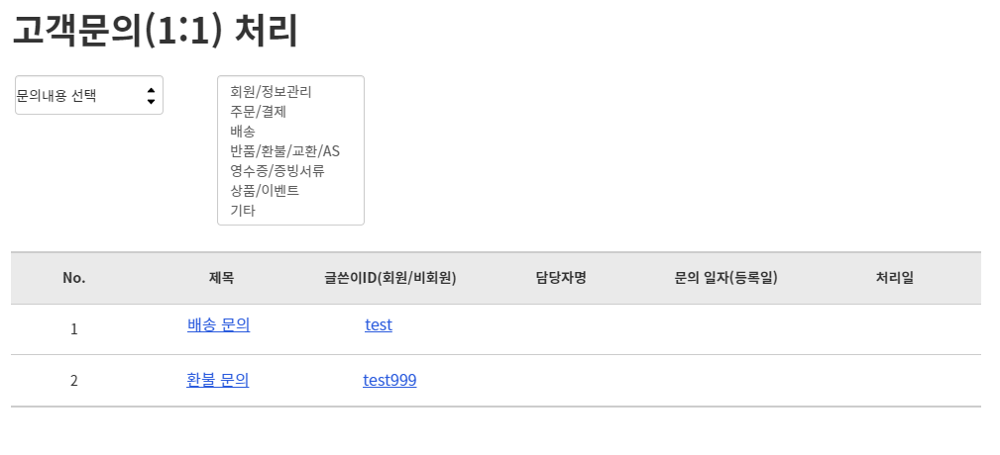 고객문의(1:1) 처리
문의내용 선택
회원/정보관리
주문/결제
배송
반품/환불/교환/AS
영수증/증빙서류
상품/이벤트
기타
No. 제목 글쓴이ID(회원/비회원) 담당자명 문의 일자(등록일) 처리일
1 배송 문의 test
2 환불 문의 test999